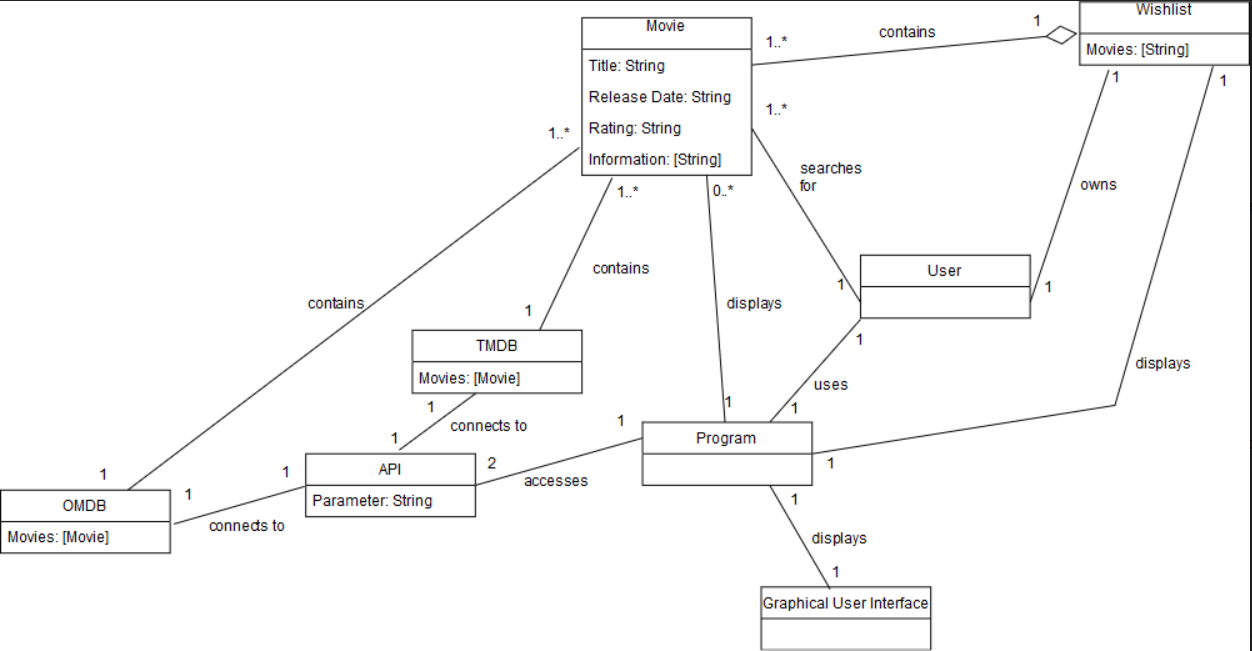 Wishlist
Movies: [String]
Movie
Title: String
Release Date: String
Rating: String
Information: [String]
1..*
contains
1
1..*
searches
for
1
1
owns
1
1
displays
1
User
1..*
contains
1
1..*
contains
1
0..*
displays
1
1
uses
1
TMDB
Movies: [Movie]
1
connects to
1
API
Parameter: String
2
accesses
1
Program
OMDB
Movies: [Movie]
1
connects to
1
1
displays
1
Graphical User Interface